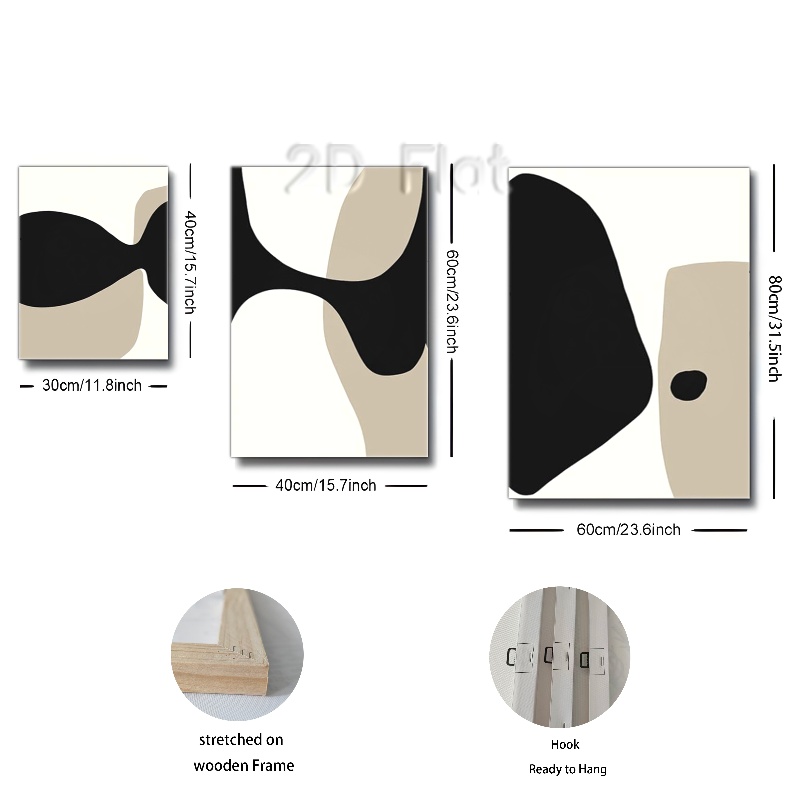 2D Flat
40cm/15.7inch
60cm/23.6inch
80cm/31.5inch
30cm/11.8inch
40cm/15.7inch
60cm/23.6inch
stretched on
wooden Frame
Hook
Ready to Hang